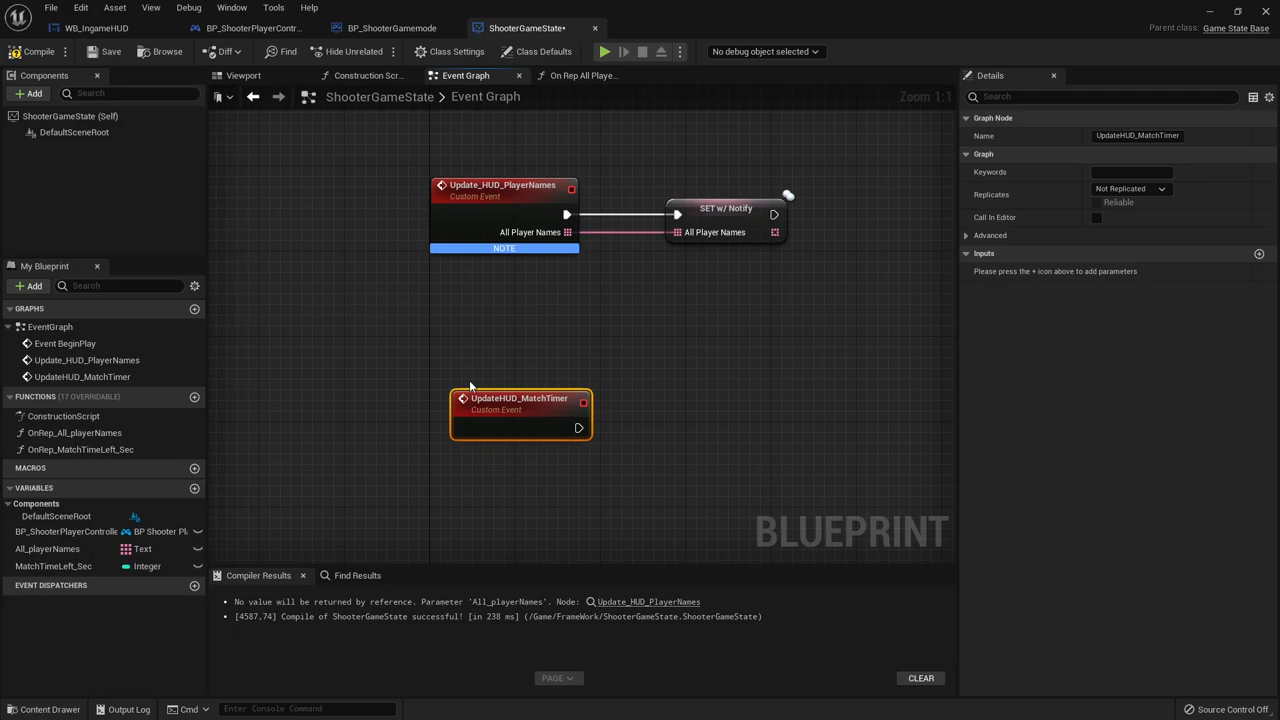 File Edit Asset View Debug Window Tools Help
WB_IngameHUD BP_ShooterPlayerContr... BP_ShooterGamemode ShooterGameState* Parent class: Game State Base
Compile Save Browse Diff Find Hide Unrelated Class Settings Class Defaults No debug object selected
Components Viewport Construction Scr... Event Graph On Rep All Playe... Details
Add Search ShooterGameState > Event Graph Zoom 1:1 Search
ShooterGameState (Self) Graph Node
DefaultSceneRoot Name UpdateHUD_MatchTimer
Graph
Keywords
Replicates Not Replicated
Reliable
Call In Editor
Advanced
Inputs
Please press the + icon above to add parameters
Update_HUD_PlayerNames
Custom Event
All Player Names
NOTE
SET w/ Notify
All Player Names
My Blueprint
Add Search
GRAPHS
EventGraph
Event BeginPlay
Update_HUD_PlayerNames
UpdateHUD_MatchTimer
FUNCTIONS (17 OVERRIDABLE)
ConstructionScript
OnRep_All_playerNames
OnRep_MatchTimeLeft_Sec
MACROS
VARIABLES
Components
DefaultSceneRoot
BP_ShooterPlayerControlle BP Shooter Pl
All_playerNames Text
MatchTimeLeft_Sec Integer
EVENT DISPATCHERS
UpdateHUD_MatchTimer
Custom Event
BLUEPRINT
Compiler Results Find Results
No value will be returned by reference. Parameter 'All_playerNames'. Node: Update_HUD_PlayerNames
[4587.74] Compile of ShooterGameState successful! [in 238 ms] (/Game/FrameWork/ShooterGameState.ShooterGameState)
PAGE CLEAR
Content Drawer Output Log Cmd Enter Console Command Source Control Off